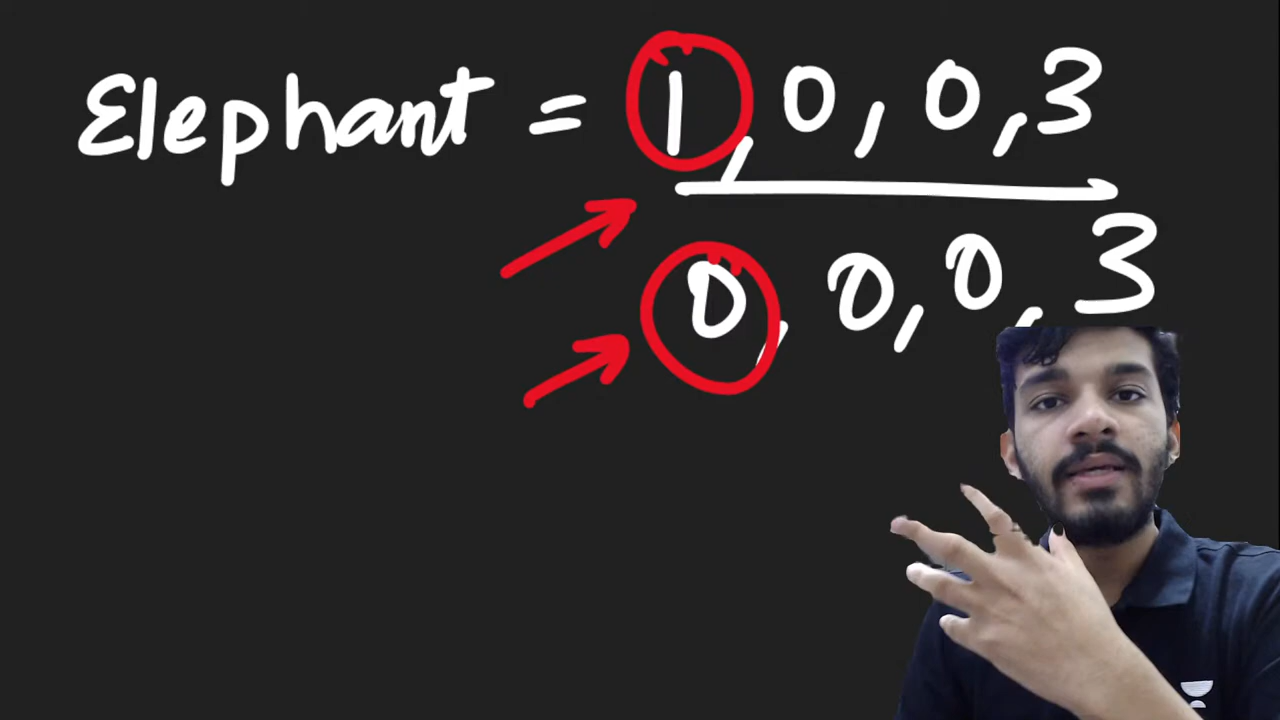 Elephant = 1, 0, 0, 3
0, 0, 0, 3